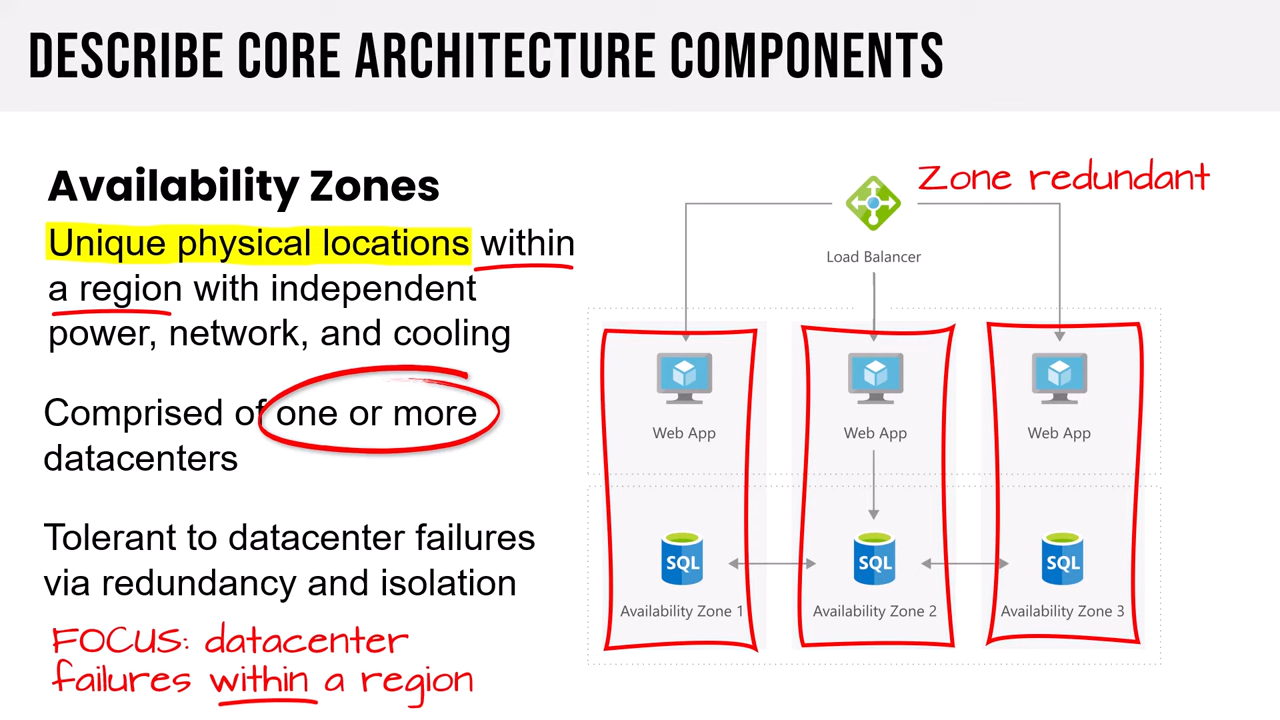 DESCRIBE CORE ARCHITECTURE COMPONENTS
Availability Zones
Unique physical locations within
a region with independent
power, network, and cooling
Comprised of one or more
datacenters
Tolerant to datacenter failures
via redundancy and isolation
FOCUS: datacenter
failures within a region
Zone redundant
Load Balancer
Web App
Web App
Web App
SQL
SQL
SQL
Availability Zone 1
Availability Zone 2
Availability Zone 3